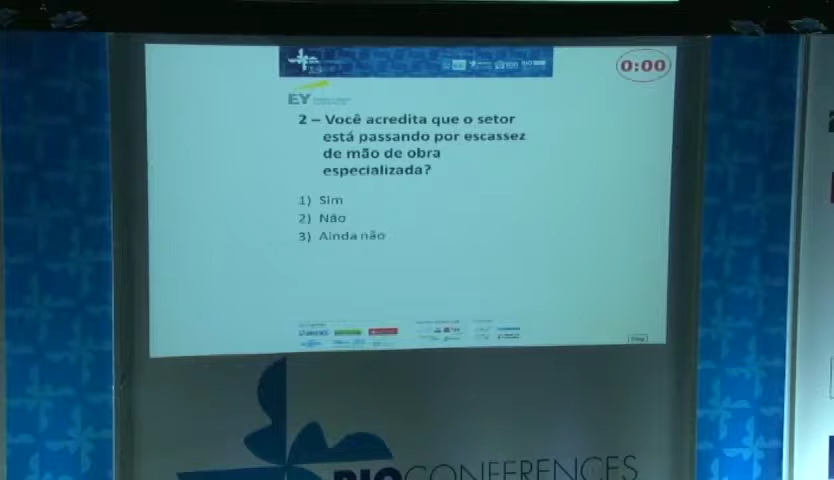 0:00
EY
2 – Você acredita que o setor
está passando por escassez
de mão de obra
especializada?
1) Sim
2) Não
3) Ainda não
RIOCONFERENCES